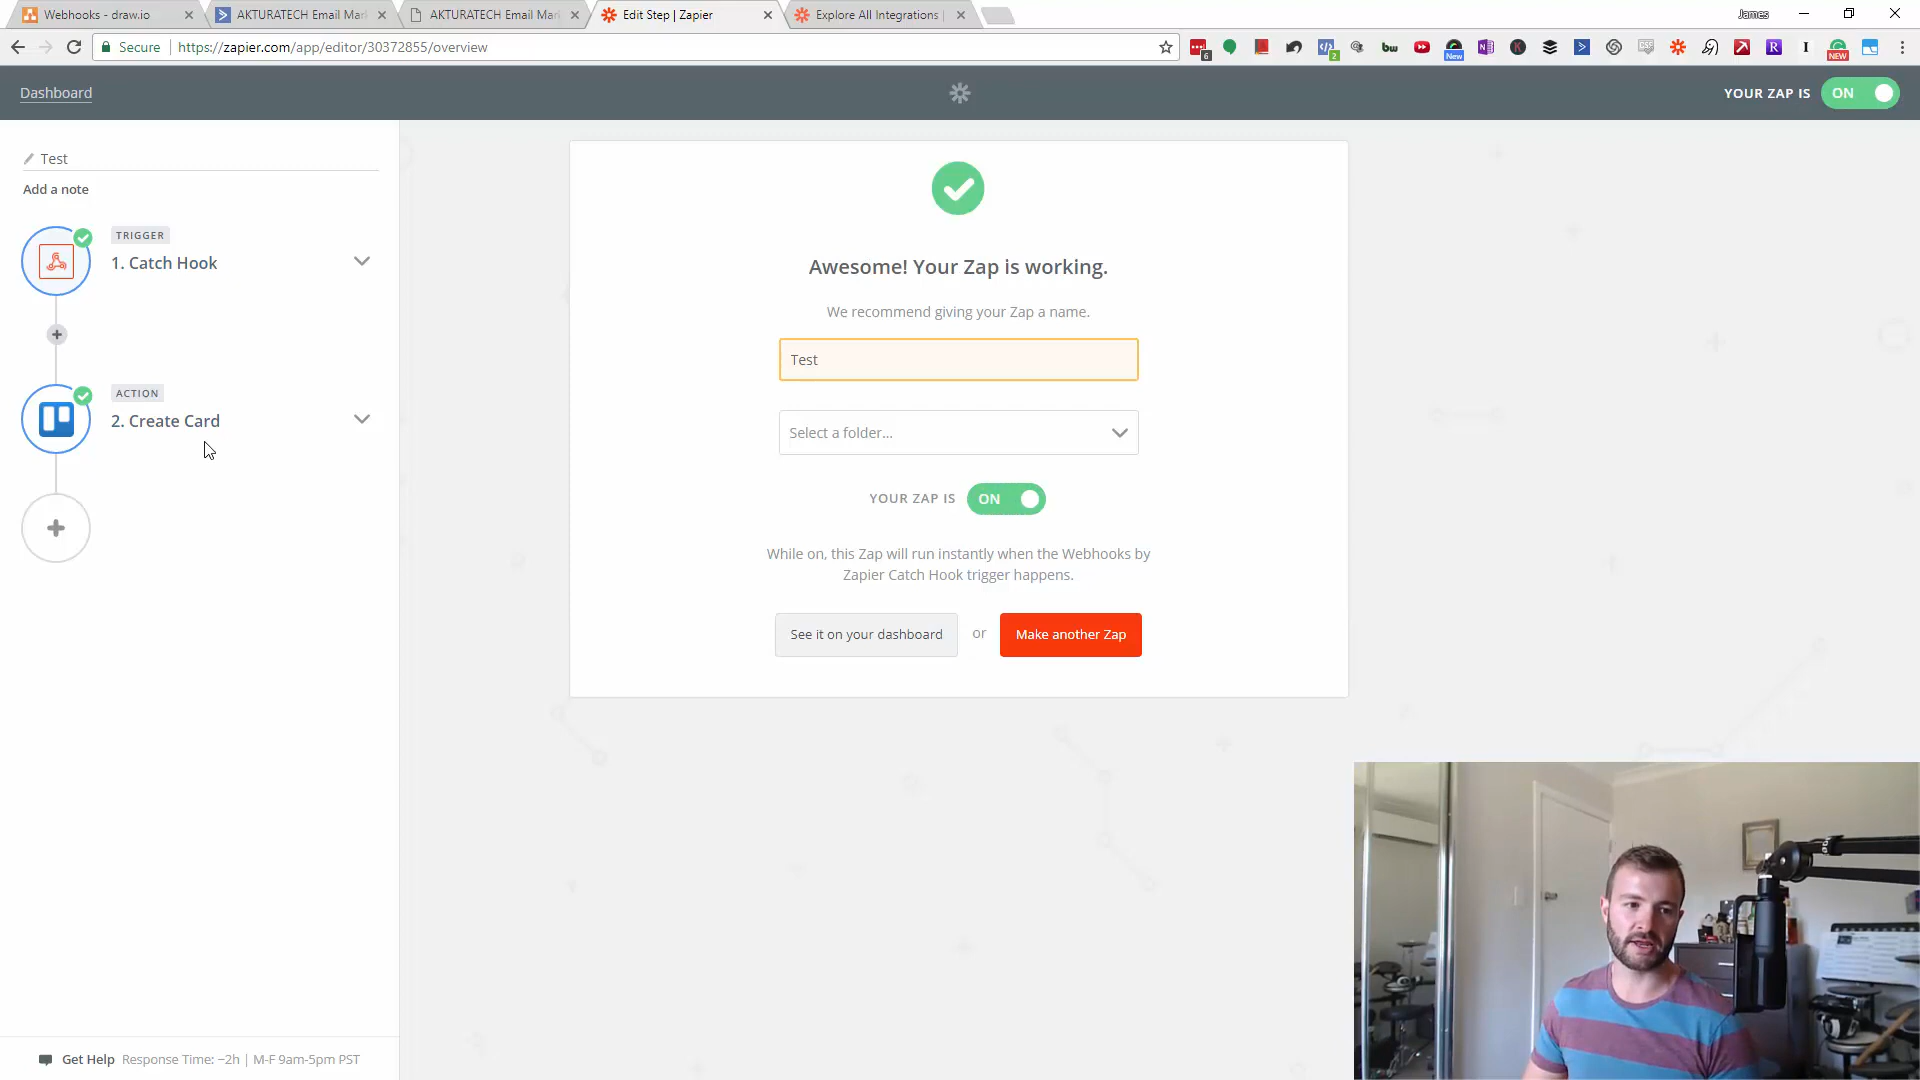 Webhooks - draw.io
AKTURATECH Email Mar
AKTURATECH Email Mar
Edit Step | Zapier
Explore All Integrations |
James
Secure
https://zapier.com/app/editor/30372855/overview
Dashboard
YOUR ZAP IS
ON
Test
Add a note
TRIGGER
1. Catch Hook
ACTION
2. Create Card
Awesome! Your Zap is working.
We recommend giving your Zap a name.
Test
Select a folder...
YOUR ZAP IS
ON
While on, this Zap will run instantly when the Webhooks by
Zapier Catch Hook trigger happens.
See it on your dashboard
or
Make another Zap
Get Help
Response Time: ~2h | M-F 9am-5pm PST